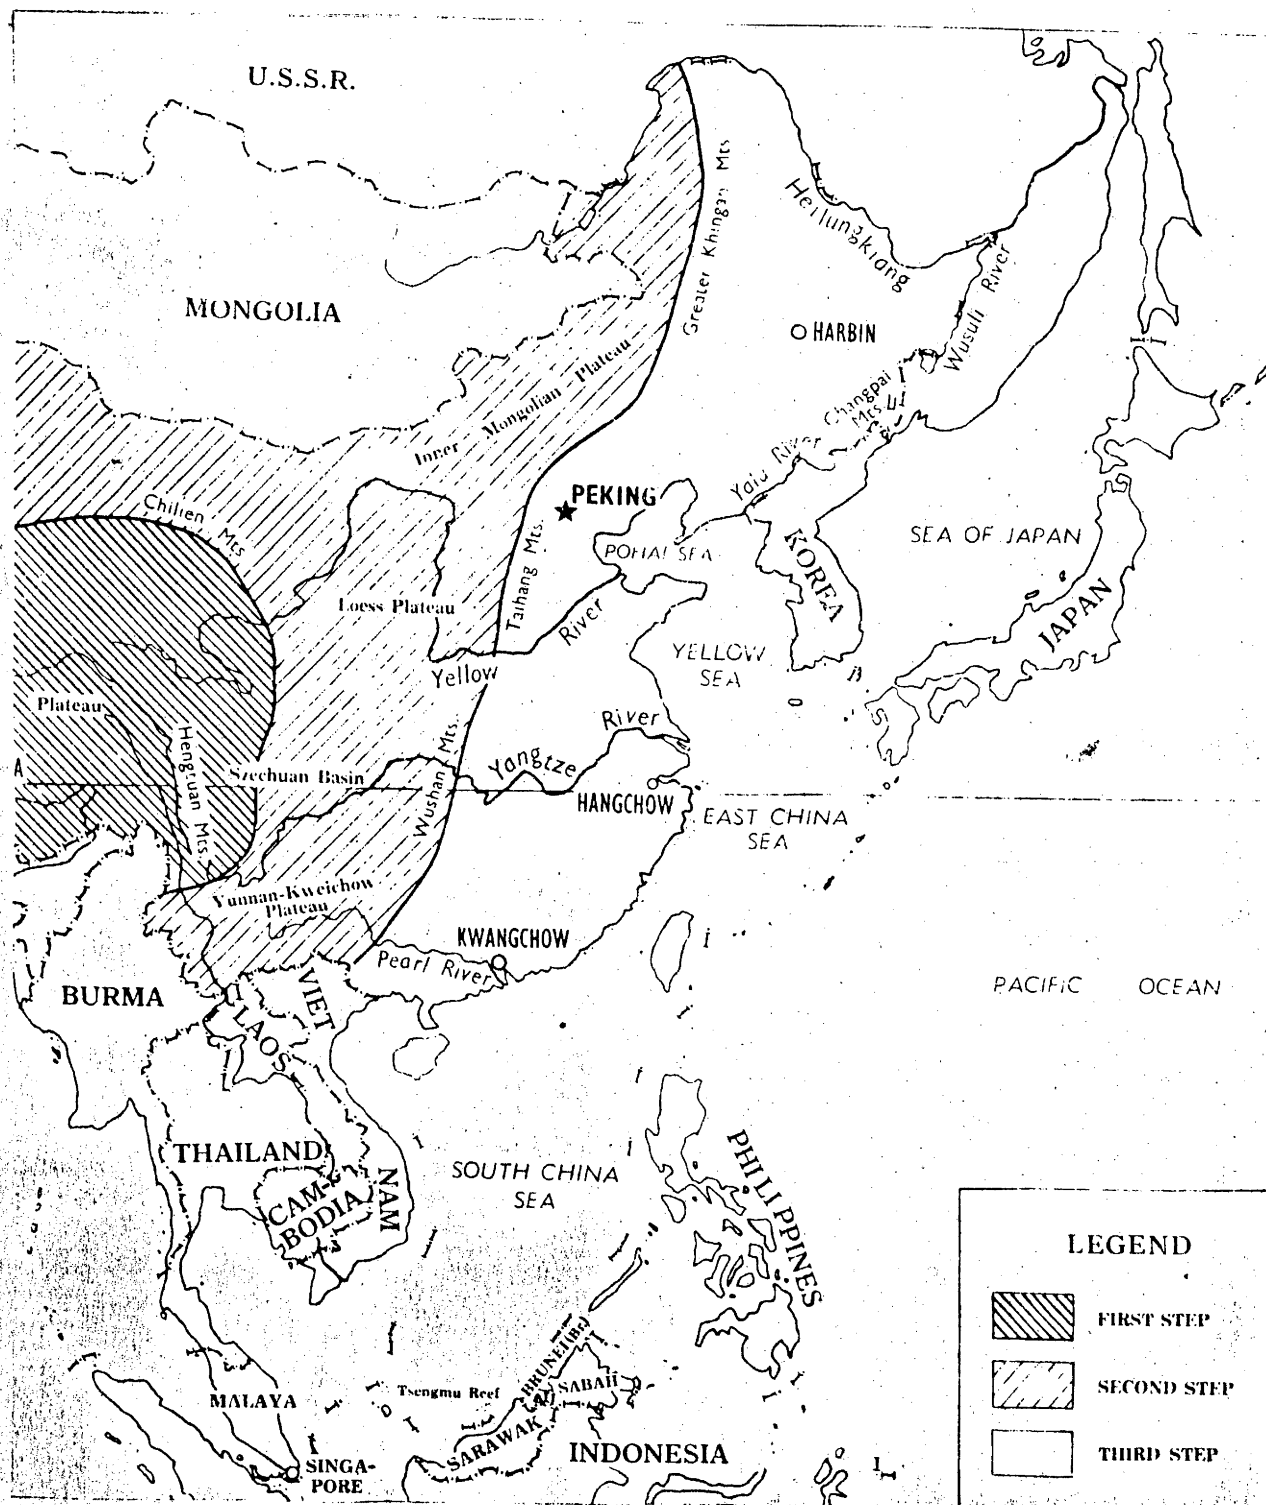 U.S.S.R.
MONGOLIA
Greater Khingan Mts
Heilungkiang
HARBIN
Wusuli River
Changpai
Mts.
Inner Mongolian Plateau
Yalu River
PEKING
Chilien Mts
POHAI SEA
KOREA
SEA OF JAPAN
JAPAN
Loess Plateau
Taihang Mts.
Yellow River
YELLOW
SEA
Plateau
Hengtuan Mts.
A
Szechuan Basin
Wushan Mts.
Yangtze River
HANGCHOW
EAST CHINA
SEA
Yunnan-Kweichow
Plateau
KWANGCHOW
Pearl River
BURMA
VIET
NAM
LAOS
PACIFIC OCEAN
THAILAND
CAM-
BODIA
SOUTH CHINA
SEA
PHILIPPINES
LEGEND
FIRST STEP
SECOND STEP
THIRD STEP
MALAYA
Tsengmu Reef
BRUNEI (Br.)
SABAH
SARAWAK
SINGA-
PORE
INDONESIA